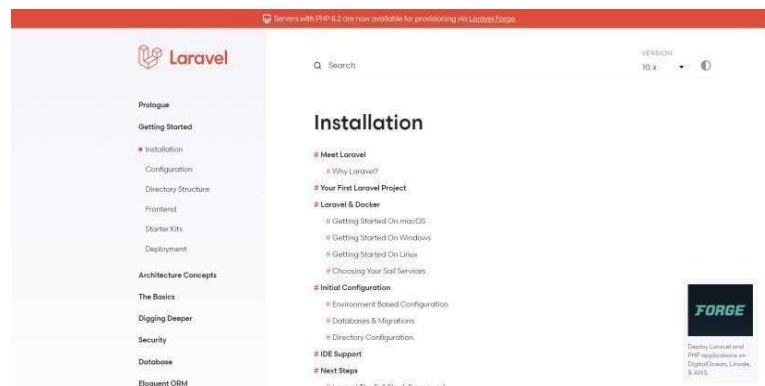 Servers with PHP 8.2 are now available for provisioning via Laravel Forge.
Laravel
Search
VERSION
10.x
Prologue
Getting Started
Installation
Configuration
Directory Structure
Frontend
Starter Kits
Deployment
Architecture Concepts
The Basics
Digging Deeper
Security
Database
Eloquent ORM
Installation
# Meet Laravel
# Why Laravel?
# Your First Laravel Project
# Laravel & Docker
# Getting Started On macOS
# Getting Started On Windows
# Getting Started On Linux
# Choosing Your Sail Services
# Initial Configuration
# Environment Based Configuration
# Databases & Migrations
# Directory Configuration
# IDE Support
# Next Steps
FORGE
Deploy Laravel and
PHP applications on
DigitalOcean, Linode,
& AWS.